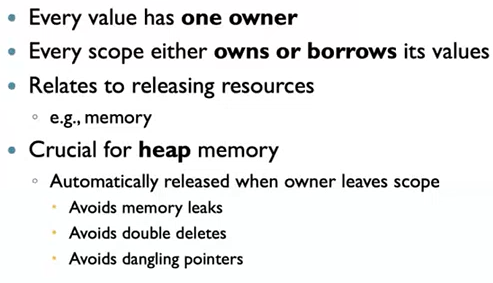 Every value has one owner
Every scope either owns or borrows its values
Relates to releasing resources
e.g., memory
Crucial for heap memory
Automatically released when owner leaves scope
Avoids memory leaks
Avoids double deletes
Avoids dangling pointers